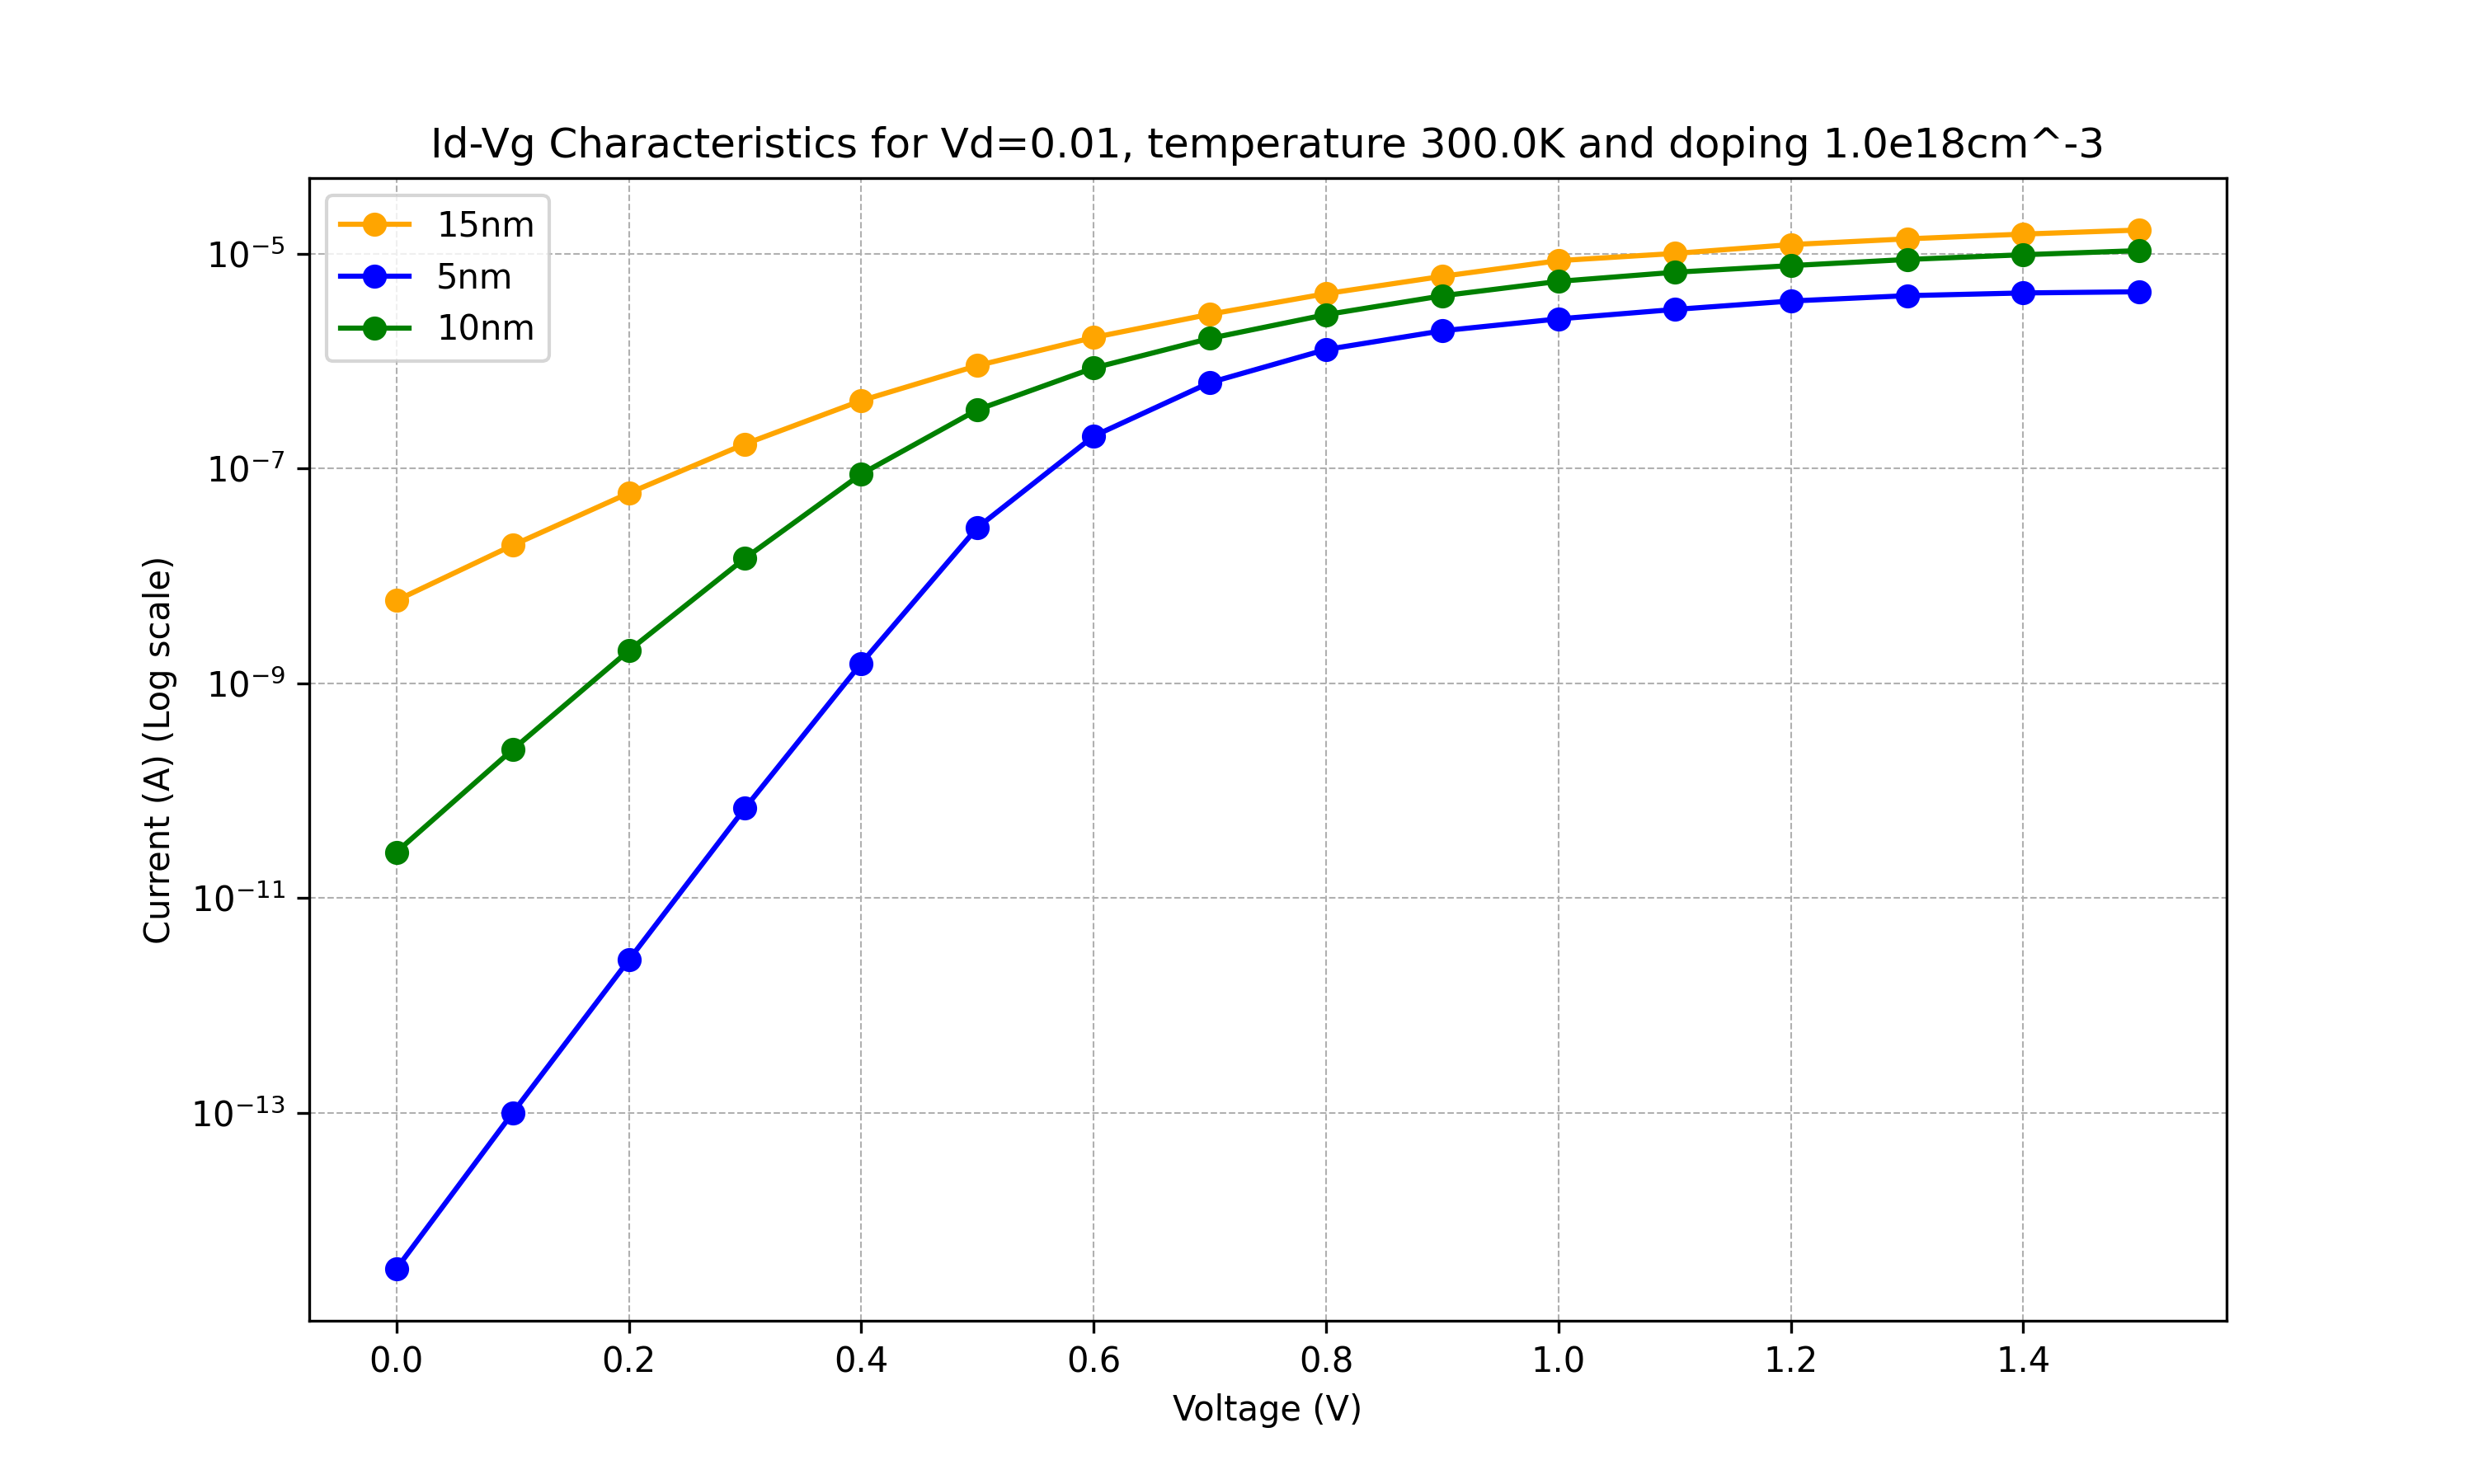 Id-Vg Characteristics for Vd=0.01, temperature 300.0K and doping 1.0e18cm^-3
15nm
5nm
10nm
10⁻⁵
10⁻⁷
10⁻⁹
10⁻¹¹
10⁻¹³
Current (A) (Log scale)
0.0 0.2 0.4 0.6 0.8 1.0 1.2 1.4
Voltage (V)